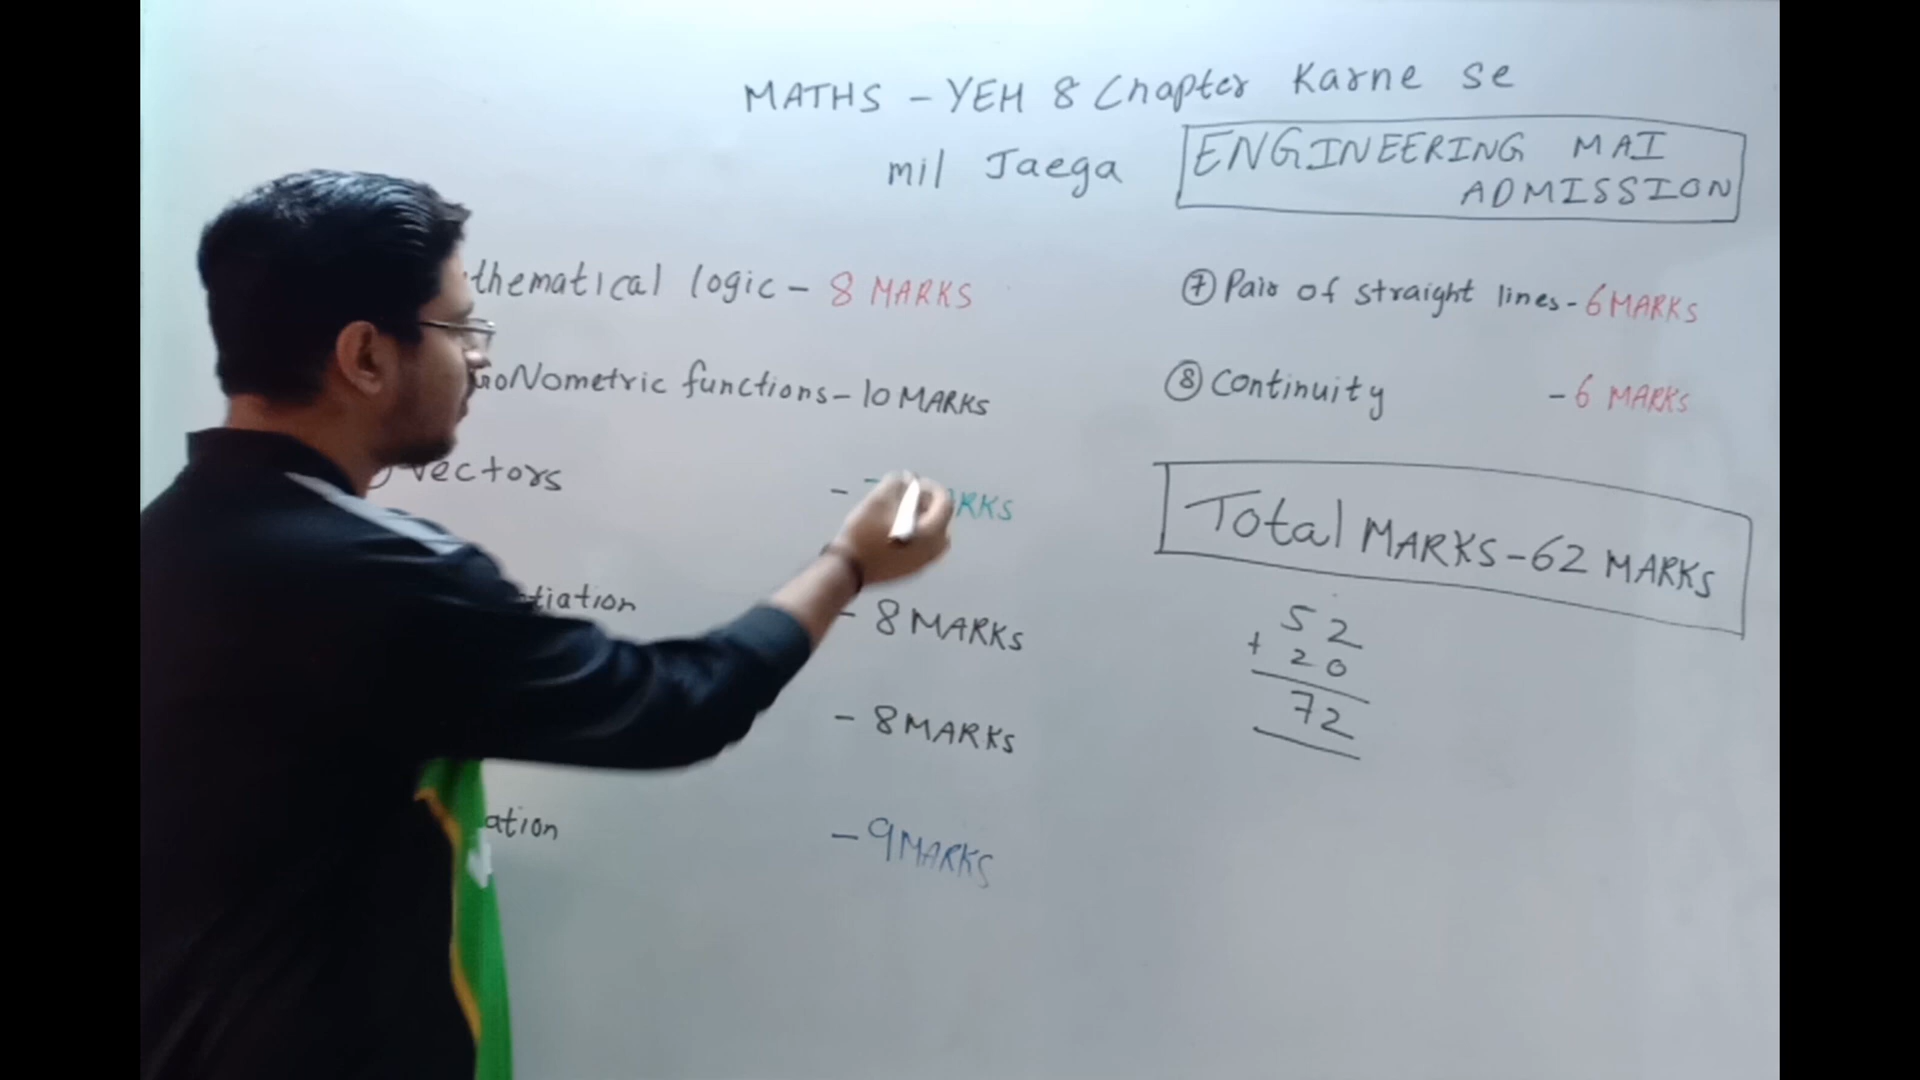 MATHS - YEH 8 Chapter Karne se
mil Jaega ENGINEERING MAI
ADMISSION
thematical logic - 8 MARKS
GoNometric functions - 10 MARKS
Vectors - MARKS
tiation - 8 MARKS
- 8 MARKS
ation - 9 MARKS
⑦ Pair of straight lines - 6 MARKS
⑧ Continuity - 6 MARKS
Total MARKS - 62 MARKS
52
+ 20
72